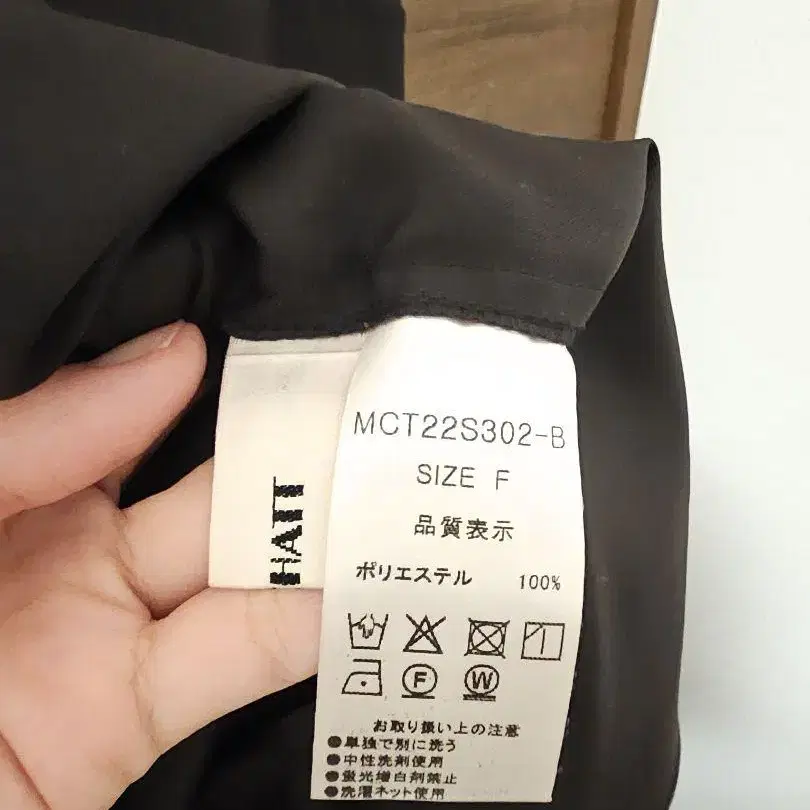 MCT22S302-B
SIZE F
品質表示
ポリエステル 100%
F W
お取り扱い上の注意
●単独で別に洗う
●中性洗剤使用
●蛍光増白剤禁止
●洗濯ネット使用